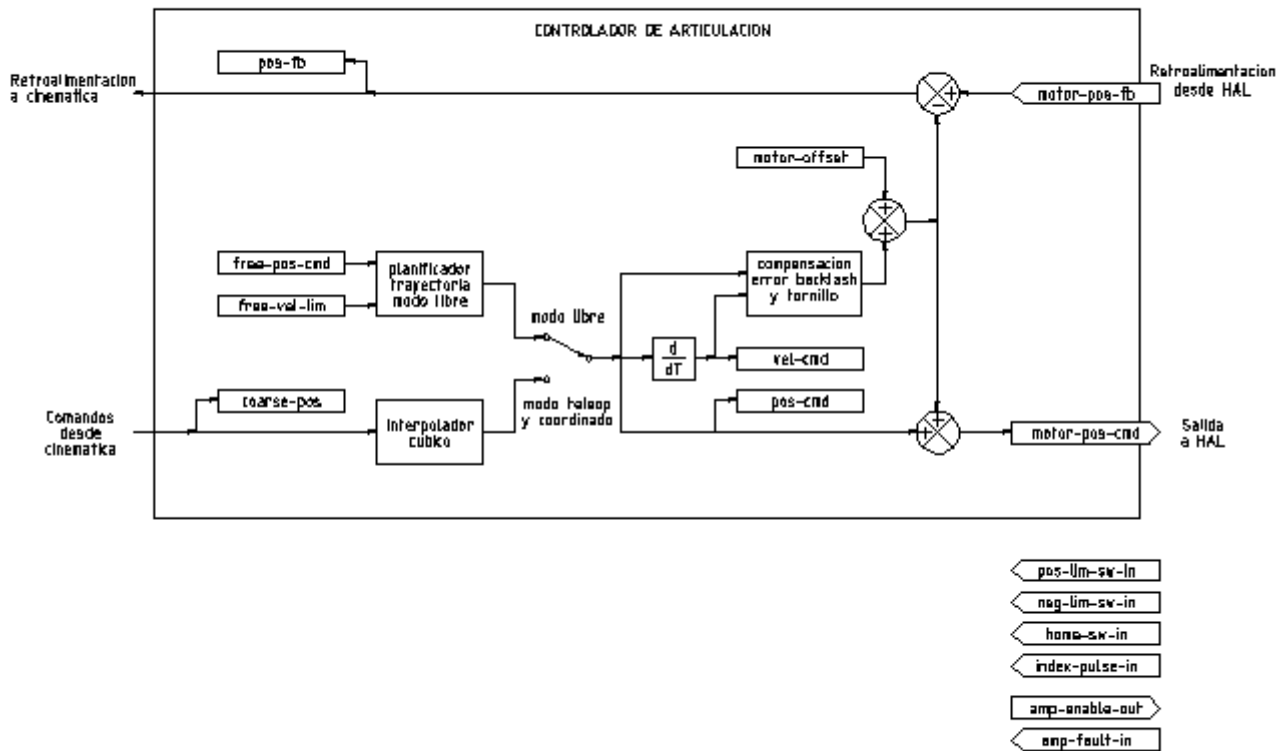 CONTROLADOR DE ARTICULACION
pos-fb
Retroalimentacion
a cinematica
Retroalimentacion
desde HAL
motor-pos-fb
motor-offset
free-pos-cmd
free-vel-lim
planificador
trayectoria
modo libre
compensacion
error backlash
y tornillo
modo libre
d
dT
vel-cmd
coarse-pos
pos-cmd
modo teleop
y coordinado
Comandos
desde
cinematica
interpolador
cubico
motor-pos-cmd
Salida
a HAL
pos-lim-sw-in
neg-lim-sw-in
home-sw-in
index-pulse-in
amp-enable-out
amp-fault-in